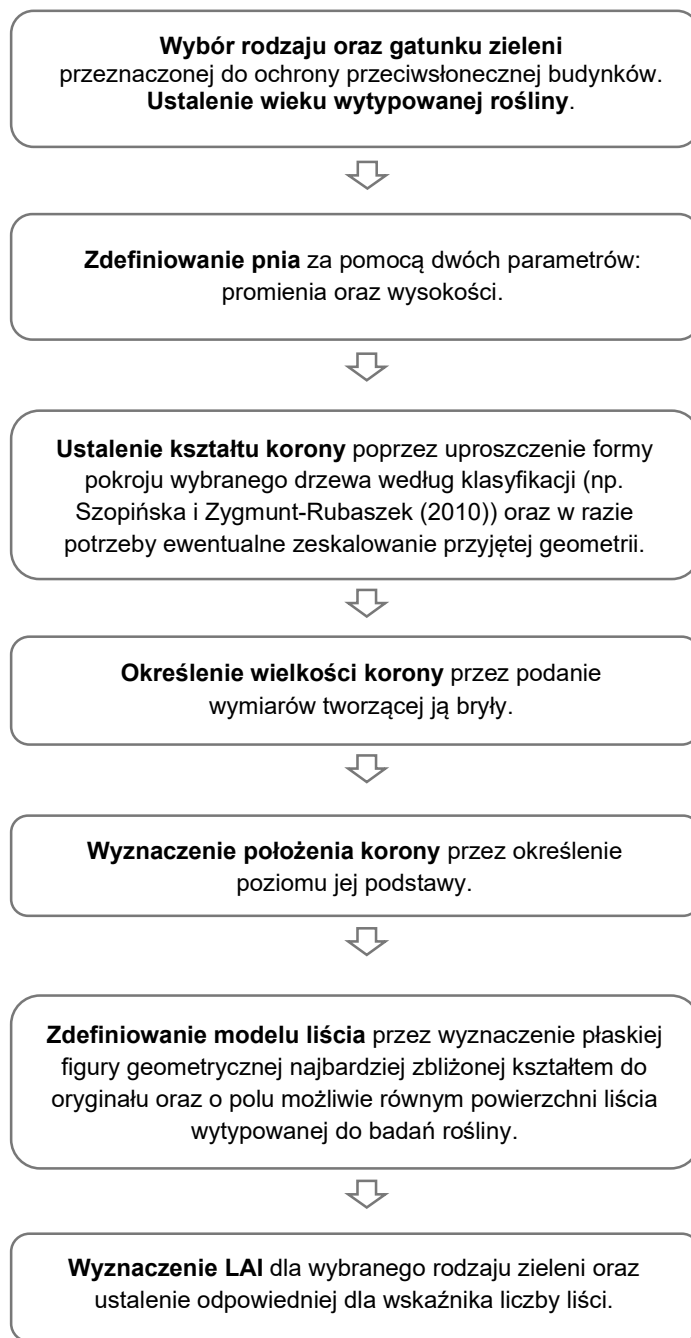 Wybór rodzaju oraz gatunku zieleni
przeznaczonej do ochrony przeciwsłonecznej budynków.
Ustalenie wieku wytypowanej rośliny.
Zdefiniowanie pnia za pomocą dwóch parametrów:
promienia oraz wysokości.
Ustalenie kształtu korony poprzez uproszczenie formy
pokroju wybranego drzewa według klasyfikacji (np.
Szopińska i Zygmunt-Rubaszek (2010)) oraz w razie
potrzeby ewentualne zeskalowanie przyjętej geometrii.
Określenie wielkości korony przez podanie
wymiarów tworzącej ją bryły.
Wyznaczenie położenia korony przez określenie
poziomu jej podstawy.
Zdefiniowanie modelu liścia przez wyznaczenie płaskiej
figury geometrycznej najbardziej zbliżonej kształtem do
oryginału oraz o polu możliwie równym powierzchni liścia
wytypowanej do badań rośliny.
Wyznaczenie LAI dla wybranego rodzaju zieleni oraz
ustalenie odpowiedniej dla wskaźnika liczby liści.